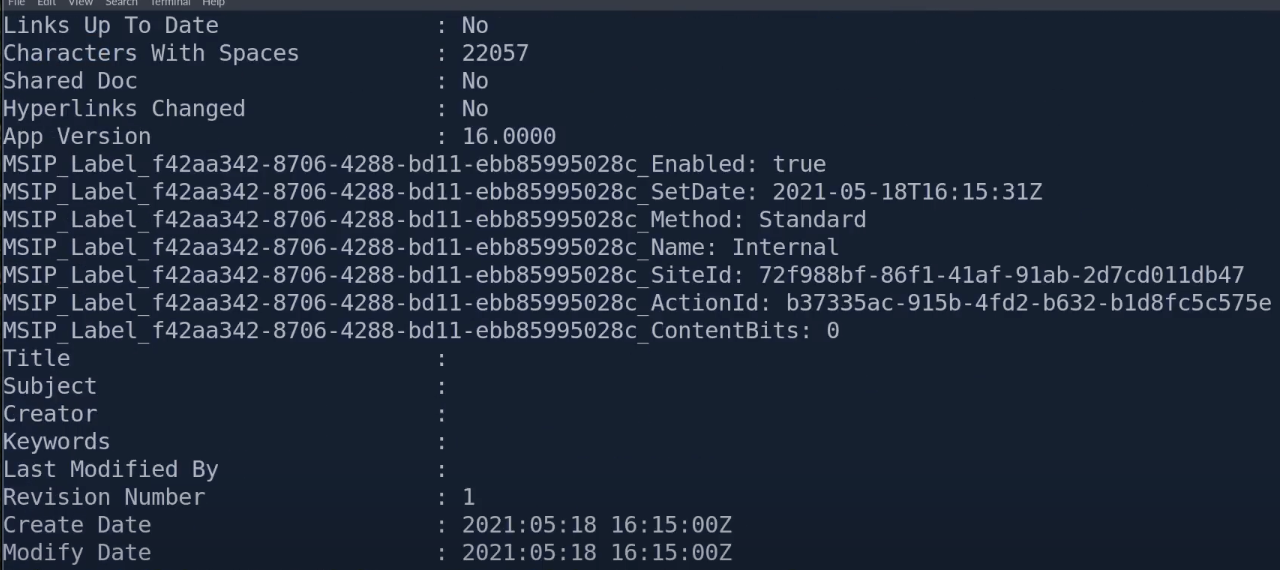 File Edit View Search Terminal Help
Links Up To Date : No
Characters With Spaces : 22057
Shared Doc : No
Hyperlinks Changed : No
App Version : 16.0000
MSIP_Label_f42aa342-8706-4288-bd11-ebb85995028c_Enabled: true
MSIP_Label_f42aa342-8706-4288-bd11-ebb85995028c_SetDate: 2021-05-18T16:15:31Z
MSIP_Label_f42aa342-8706-4288-bd11-ebb85995028c_Method: Standard
MSIP_Label_f42aa342-8706-4288-bd11-ebb85995028c_Name: Internal
MSIP_Label_f42aa342-8706-4288-bd11-ebb85995028c_SiteId: 72f988bf-86f1-41af-91ab-2d7cd011db47
MSIP_Label_f42aa342-8706-4288-bd11-ebb85995028c_ActionId: b37335ac-915b-4fd2-b632-b1d8fc5c575e
MSIP_Label_f42aa342-8706-4288-bd11-ebb85995028c_ContentBits: 0
Title :
Subject :
Creator :
Keywords :
Last Modified By :
Revision Number : 1
Create Date : 2021:05:18 16:15:00Z
Modify Date : 2021:05:18 16:15:00Z